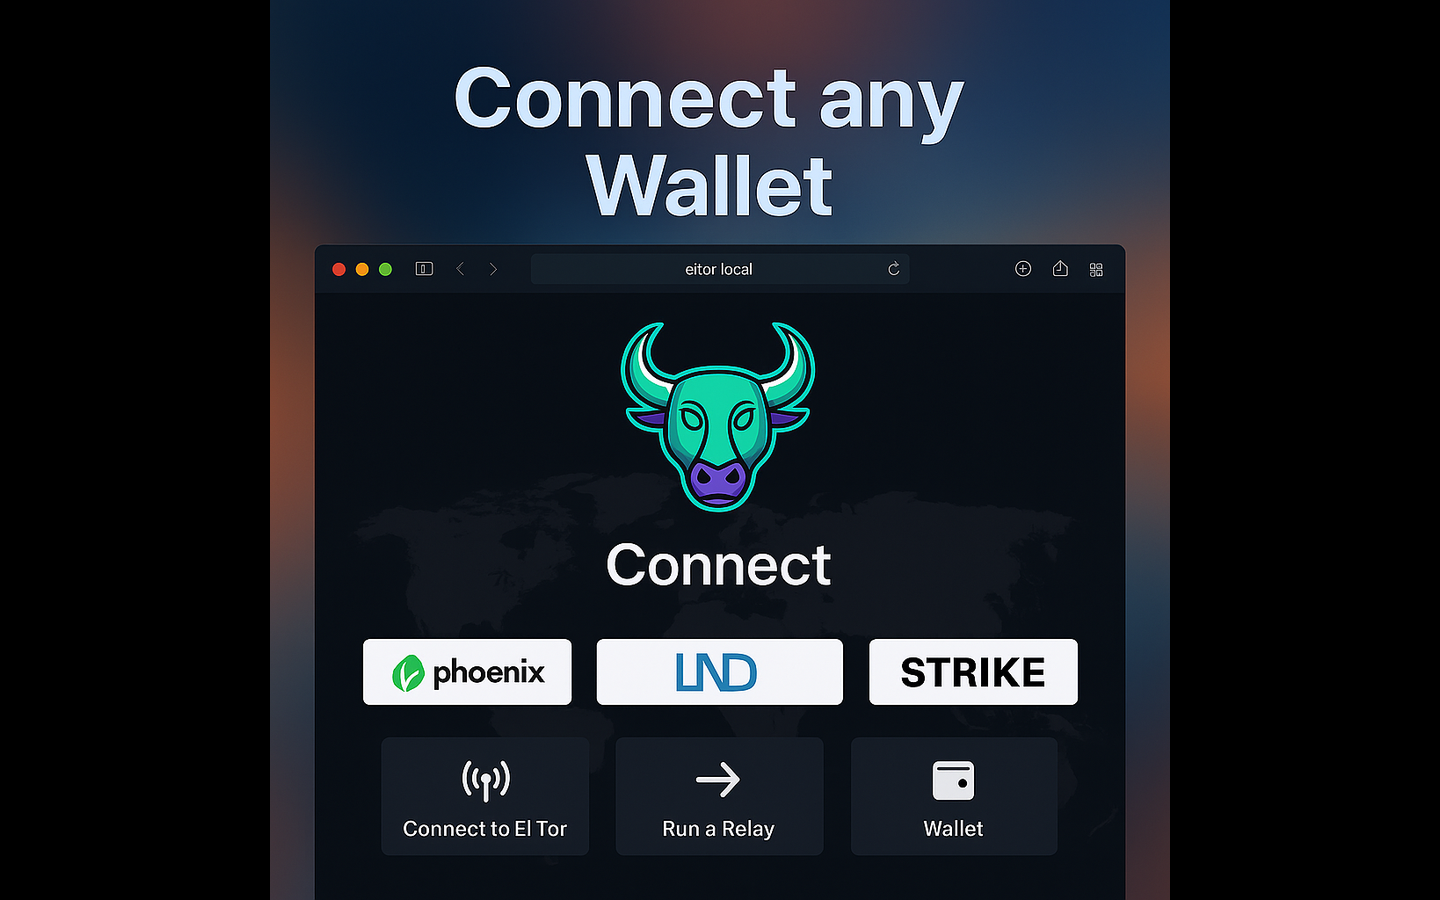 Connect any
Wallet
eitor local
Connect
phoenix
LND
STRIKE
Connect to El Tor
Run a Relay
Wallet